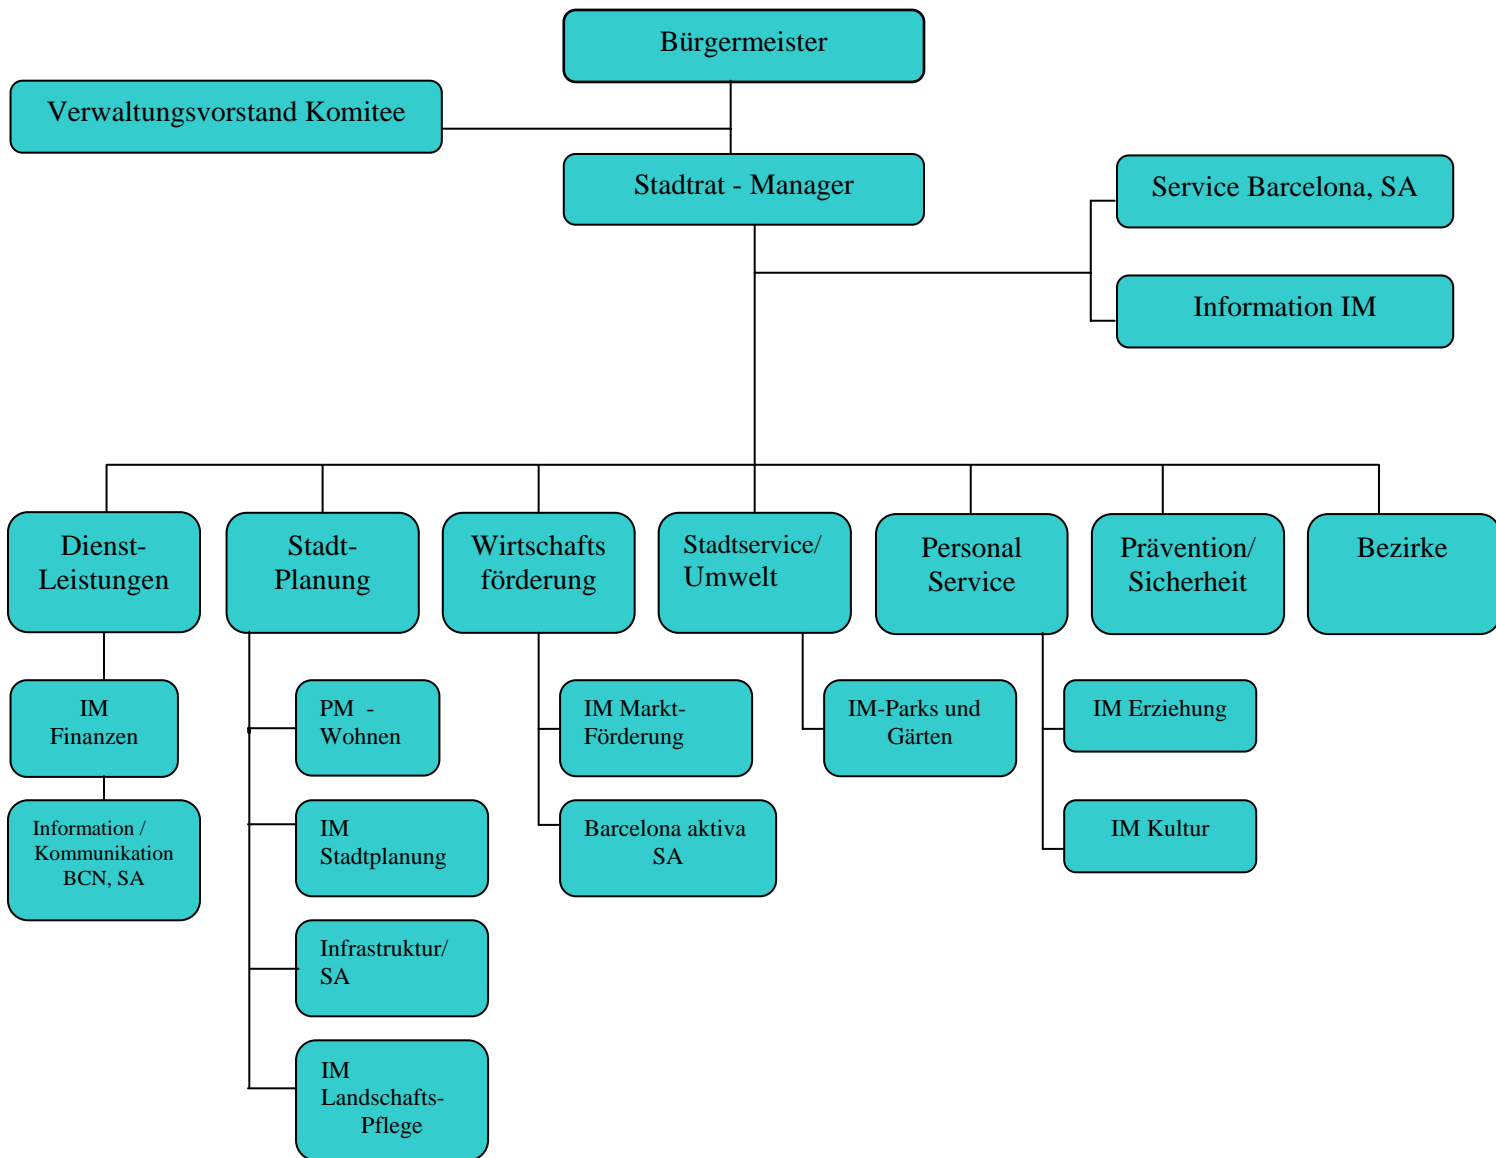 Bürgermeister
Verwaltungsvorstand Komitee
Stadtrat - Manager
Service Barcelona, SA
Information IM
Dienst-
Leistungen
Stadt-
Planung
Wirtschafts
förderung
Stadtservice/
Umwelt
Personal
Service
Prävention/
Sicherheit
Bezirke
IM
Finanzen
Information /
Kommunikation
BCN, SA
PM -
Wohnen
IM
Stadtplanung
Infrastruktur/
SA
IM
Landschafts-
Pflege
IM Markt-
Förderung
Barcelona aktiva
SA
IM-Parks und
Gärten
IM Erziehung
IM Kultur